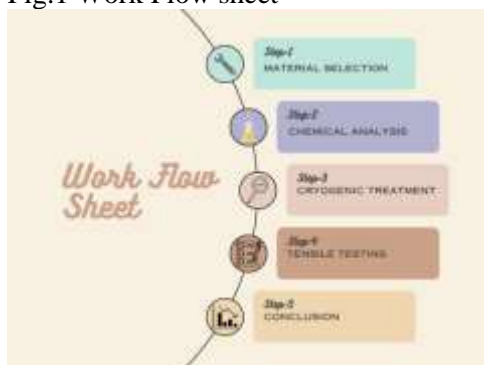 Fig.1 Work Flow sheet
Step-1
MATERIAL SELECTION
Step-2
CHEMICAL ANALYSIS
Work Flow
Sheet
Step-3
CRYOGENIC TREATMENT
Step-4
TENSILE TESTING
Step-5
CONCLUSION